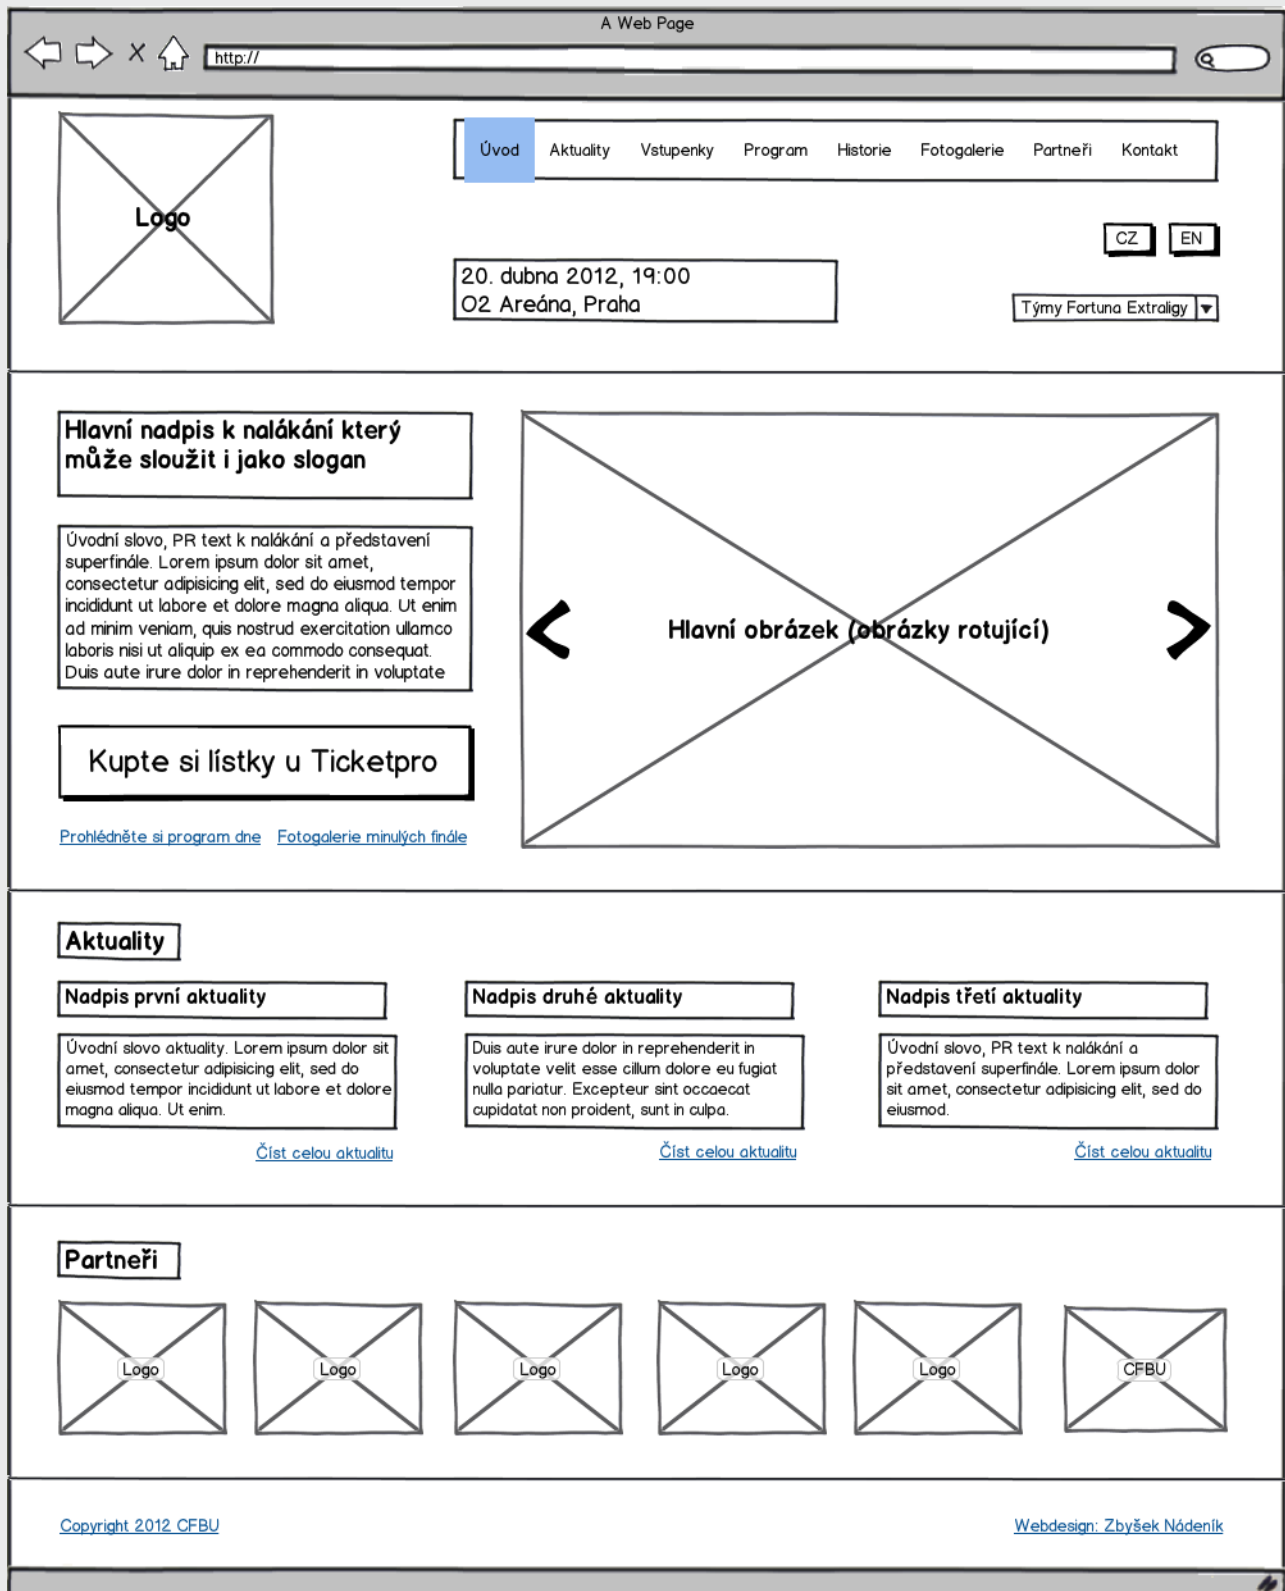 A Web Page
http://
Logo
Úvod Aktuality Vstupenky Program Historie Fotogalerie Partneři Kontakt
CZ EN
20. dubna 2012, 19:00
O2 Areána, Praha
Týmy Fortuna Extraligy
Hlavní nadpis k nalákání který
může sloužit i jako slogan
Úvodní slovo, PR text k nalákání a představení
superfinále. Lorem ipsum dolor sit amet,
consectetur adipisicing elit, sed do eiusmod tempor
incididunt ut labore et dolore magna aliqua. Ut enim
ad minim veniam, quis nostrud exercitation ullamco
laboris nisi ut aliquip ex ea commodo consequat.
Duis aute irure dolor in reprehenderit in voluptate
Kupte si lístky u Ticketpro
Prohlédněte si program dne Fotogalerie minulých finále
Hlavní obrázek (obrázky rotující)
Aktuality
Nadpis první aktuality
Úvodní slovo aktuality. Lorem ipsum dolor sit
amet, consectetur adipisicing elit, sed do
eiusmod tempor incididunt ut labore et dolore
magna aliqua. Ut enim.
Číst celou aktualitu
Nadpis druhé aktuality
Duis aute irure dolor in reprehenderit in
voluptate velit esse cillum dolore eu fugiat
nulla pariatur. Excepteur sint occaecat
cupidatat non proident, sunt in culpa.
Číst celou aktualitu
Nadpis třetí aktuality
Úvodní slovo, PR text k nalákání a
představení superfinále. Lorem ipsum dolor
sit amet, consectetur adipisicing elit, sed do
eiusmod.
Číst celou aktualitu
Partneři
Logo Logo Logo Logo Logo CFBU
Copyright 2012 CFBU
Webdesign: Zbyšek Nádeník